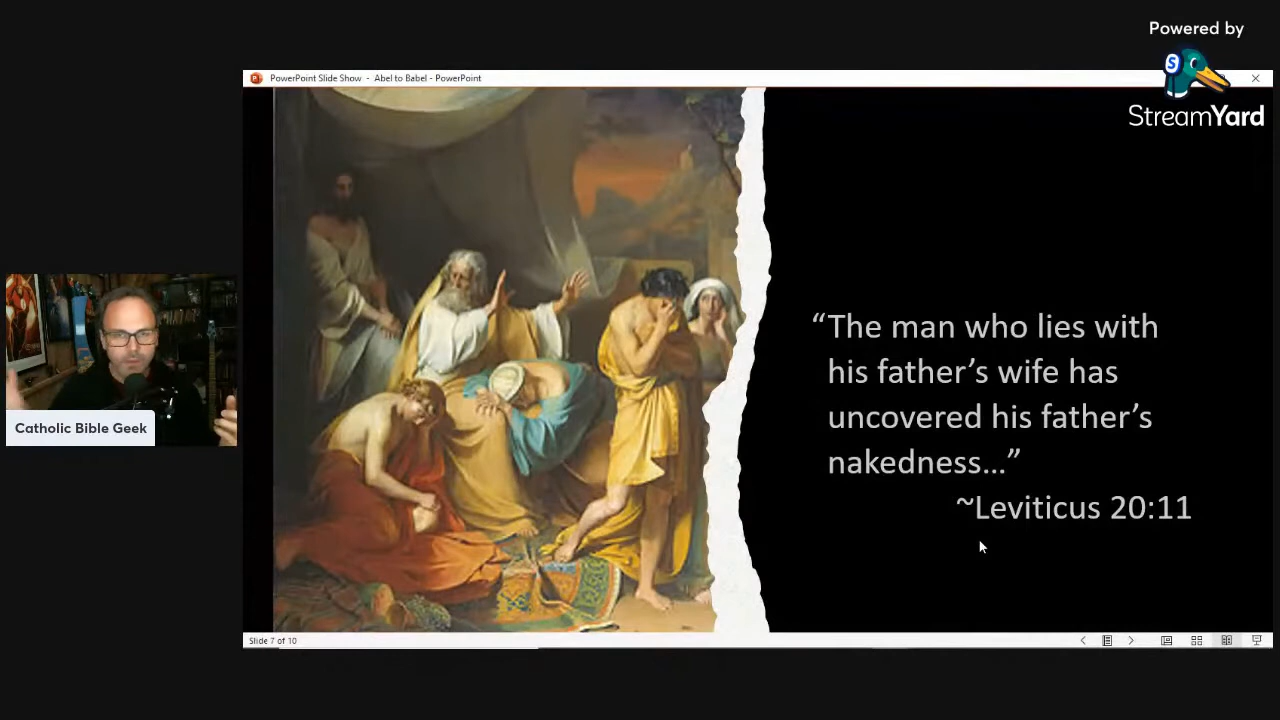 Powered by
StreamYard
PowerPoint Slide Show - Abel to Babel - PowerPoint
Catholic Bible Geek
“The man who lies with
his father’s wife has
uncovered his father’s
nakedness...”
~Leviticus 20:11
Slide 7 of 10